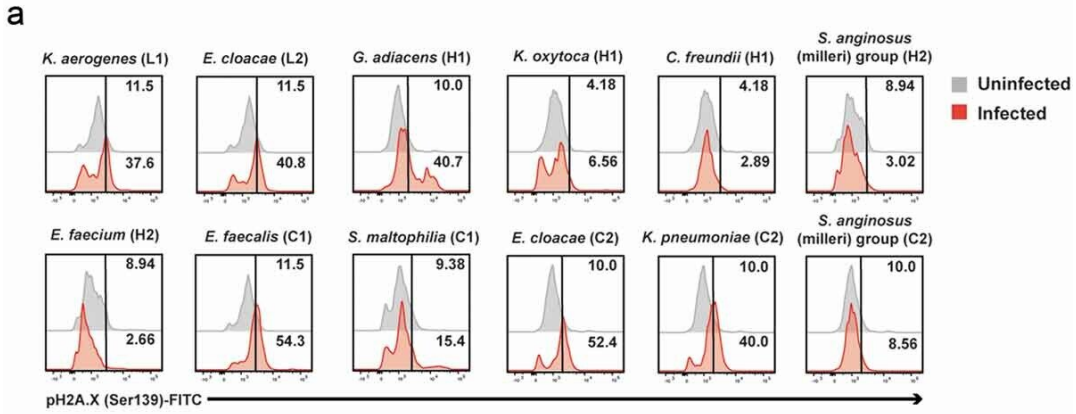 a
K. aerogenes (L1)
E. cloacae (L2)
G. adiacens (H1)
K. oxytoca (H1)
C. freundii (H1)
S. anginosus
(milleri) group (H2)
11.5
11.5
10.0
4.18
4.18
8.94
Uninfected
Infected
37.6
40.8
40.7
6.56
2.89
3.02
E. faecium (H2)
E. faecalis (C1)
S. maltophilia (C1)
E. cloacae (C2)
K. pneumoniae (C2)
S. anginosus
(milleri) group (C2)
8.94
11.5
9.38
10.0
10.0
10.0
2.66
54.3
15.4
52.4
40.0
8.56
pH2A.X (Ser139)-FITC